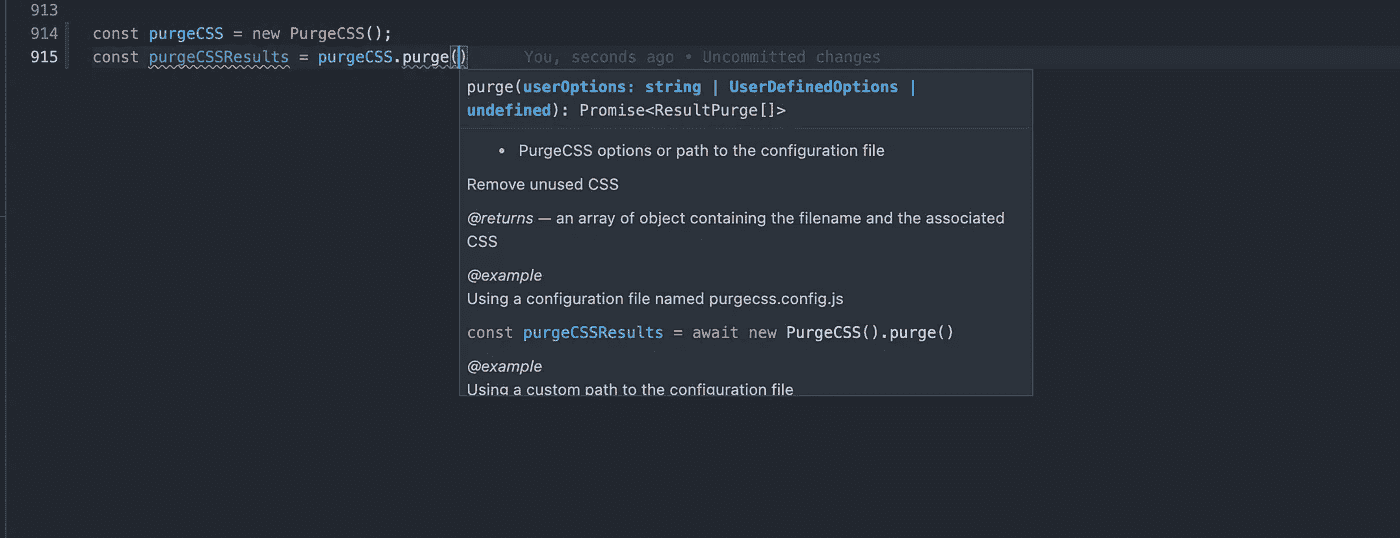 913
914 const purgeCSS = new PurgeCSS();
915 const purgeCSSResults = purgeCSS.purge() You, seconds ago • Uncommitted changes
purge(userOptions: string | UserDefinedOptions |
undefined): Promise<ResultPurge[]>
• PurgeCSS options or path to the configuration file
Remove unused CSS
@returns — an array of object containing the filename and the associated
CSS
@example
Using a configuration file named purgecss.config.js
const purgeCSSResults = await new PurgeCSS().purge()
@example
Using a custom path to the configuration file